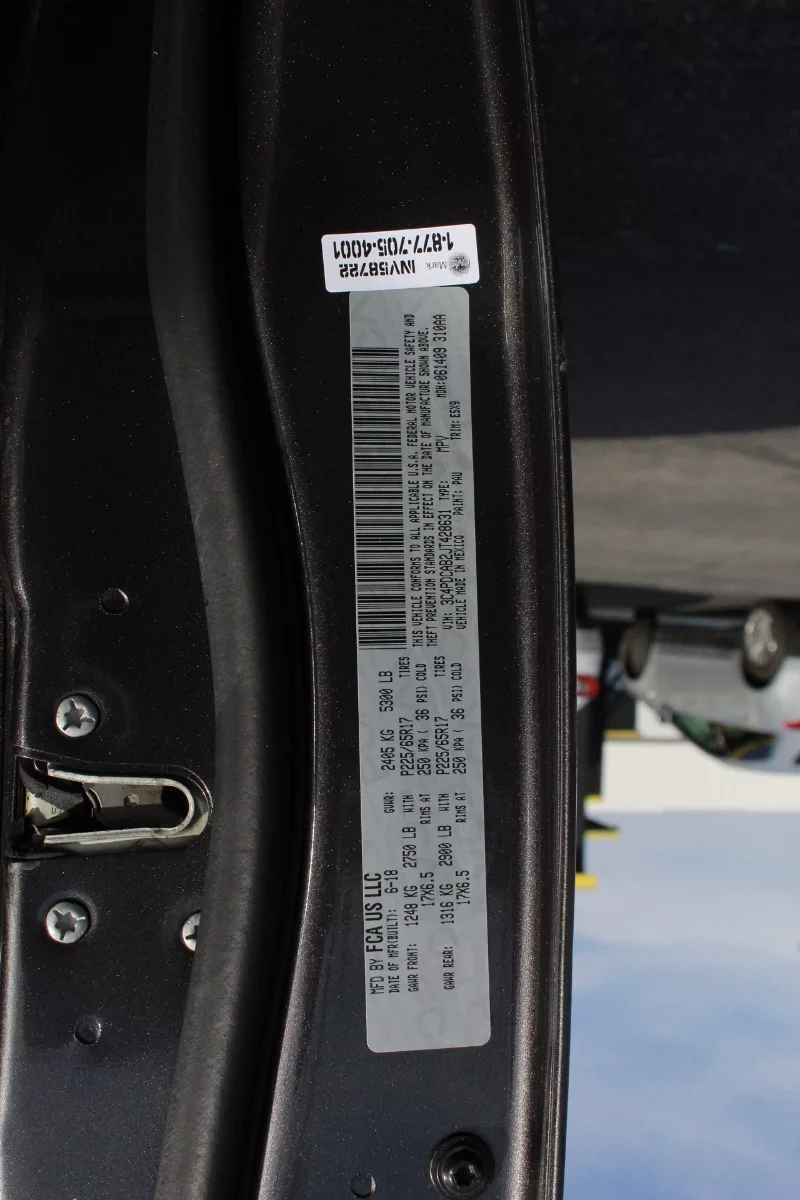 1-877-705-4001
INV58722
Mark
MFD BY FCA US LLC
DATE OF MFR(BUILT): 6-18 GVWR: 2405 KG 5300 LB
GAWR FRONT: 1248 KG 2750 LB WITH P225/65R17 TIRES
17X6.5 RIMS AT 250 KPA ( 36 PSI) COLD
GAWR REAR: 1316 KG 2900 LB WITH P225/65R17 TIRES
17X6.5 RIMS AT 250 KPA ( 36 PSI) COLD
THIS VEHICLE CONFORMS TO ALL APPLICABLE U.S.A. FEDERAL MOTOR VEHICLE SAFETY AND
THEFT PREVENTION STANDARDS IN EFFECT ON THE DATE OF MANUFACTURE SHOWN ABOVE.
VIN: 3C4PDCAB2JT428631 TYPE: MPV MDH:061409 310AA
VEHICLE MADE IN MEXICO PAINT: PAU TRIM: E5X9